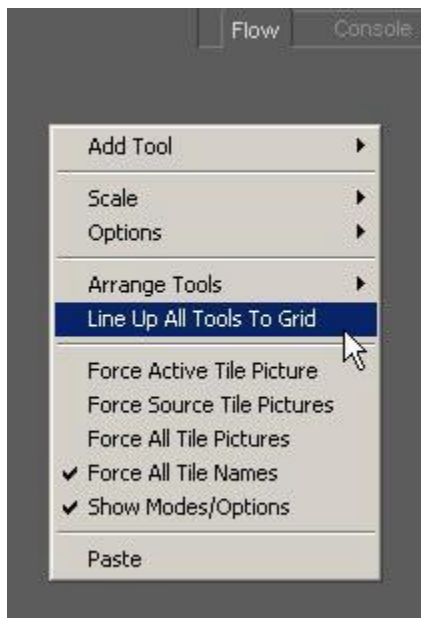 Flow Console
Add Tool
Scale
Options
Arrange Tools
Line Up All Tools To Grid
Force Active Tile Picture
Force Source Tile Pictures
Force All Tile Pictures
Force All Tile Names
Show Modes/Options
Paste